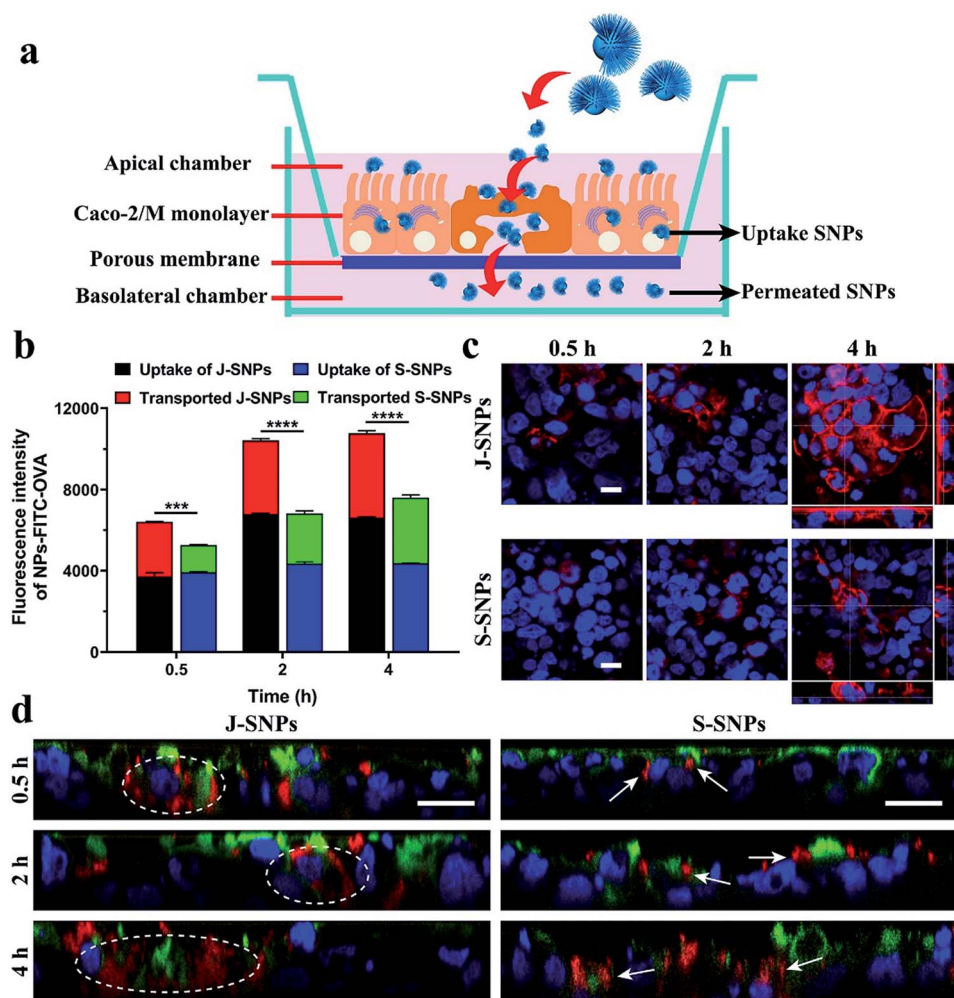 a
Apical chamber
Caco-2/M monolayer
Porous membrane
Basolateral chamber
Uptake SNPs
Permeated SNPs
b
Uptake of J-SNPs
Uptake of S-SNPs
Transported J-SNPs
Transported S-SNPs
Fluorescence intensity
of NPs-FITC-OVA
12000
8000
4000
0
***
****
****
0.5
2
4
Time (h)
c
0.5 h
2 h
4 h
J-SNPs
S-SNPs
d
J-SNPs
S-SNPs
0.5 h
2 h
4 h